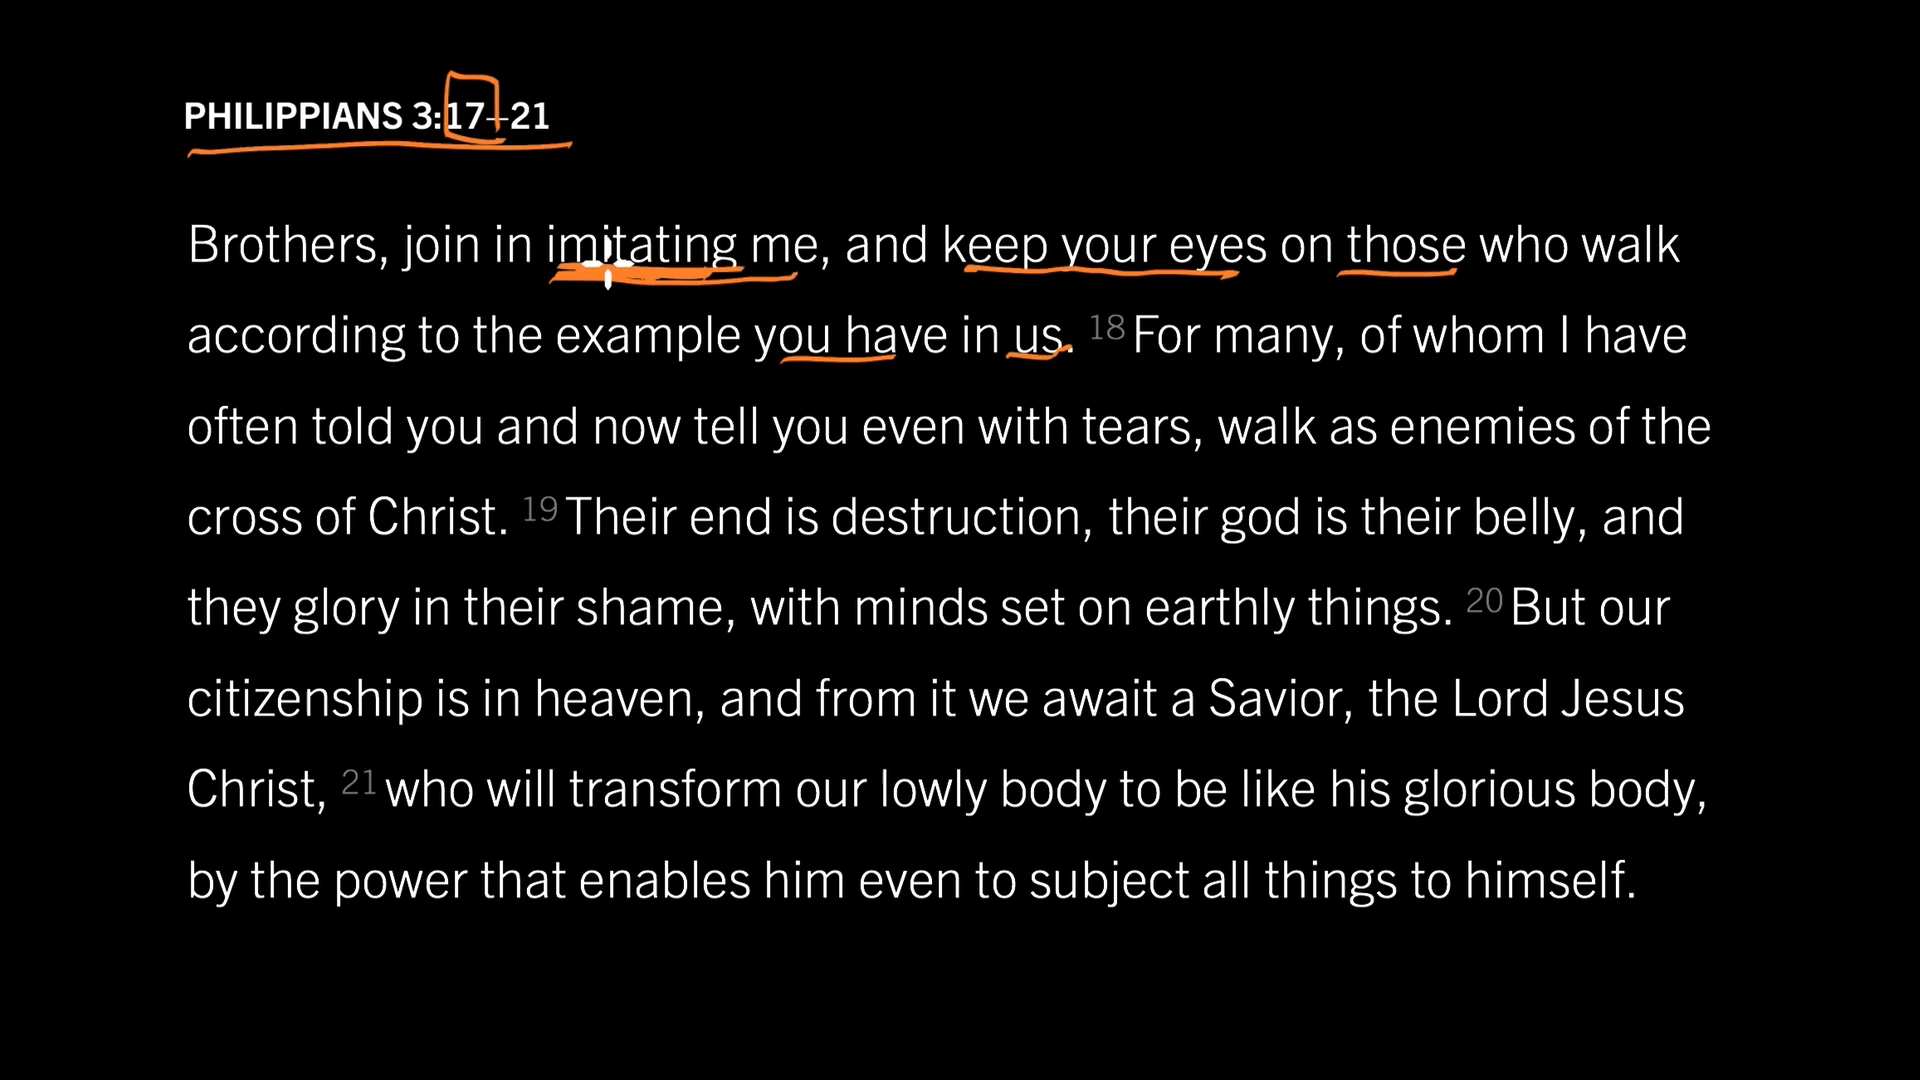 PHILIPPIANS 3:17–21
Brothers, join in imitating me, and keep your eyes on those who walk
according to the example you have in us. 18 For many, of whom I have
often told you and now tell you even with tears, walk as enemies of the
cross of Christ. 19 Their end is destruction, their god is their belly, and
they glory in their shame, with minds set on earthly things. 20 But our
citizenship is in heaven, and from it we await a Savior, the Lord Jesus
Christ, 21 who will transform our lowly body to be like his glorious body,
by the power that enables him even to subject all things to himself.